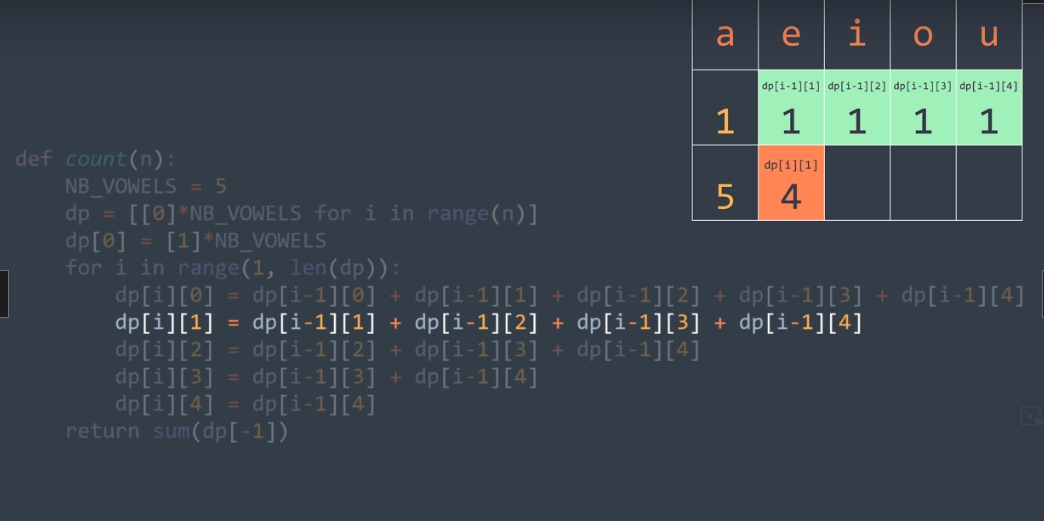 a e i o u
dp[i-1][1] dp[i-1][2] dp[i-1][3] dp[i-1][4]
1 1 1 1 1
dp[i][1]
5 4
def count(n):
    NB_VOWELS = 5
    dp = [[0]*NB_VOWELS for i in range(n)]
    dp[0] = [1]*NB_VOWELS
    for i in range(1, len(dp)):
        dp[i][0] = dp[i-1][0] + dp[i-1][1] + dp[i-1][2] + dp[i-1][3] + dp[i-1][4]
        dp[i][1] = dp[i-1][1] + dp[i-1][2] + dp[i-1][3] + dp[i-1][4]
        dp[i][2] = dp[i-1][2] + dp[i-1][3] + dp[i-1][4]
        dp[i][3] = dp[i-1][3] + dp[i-1][4]
        dp[i][4] = dp[i-1][4]
    return sum(dp[-1])